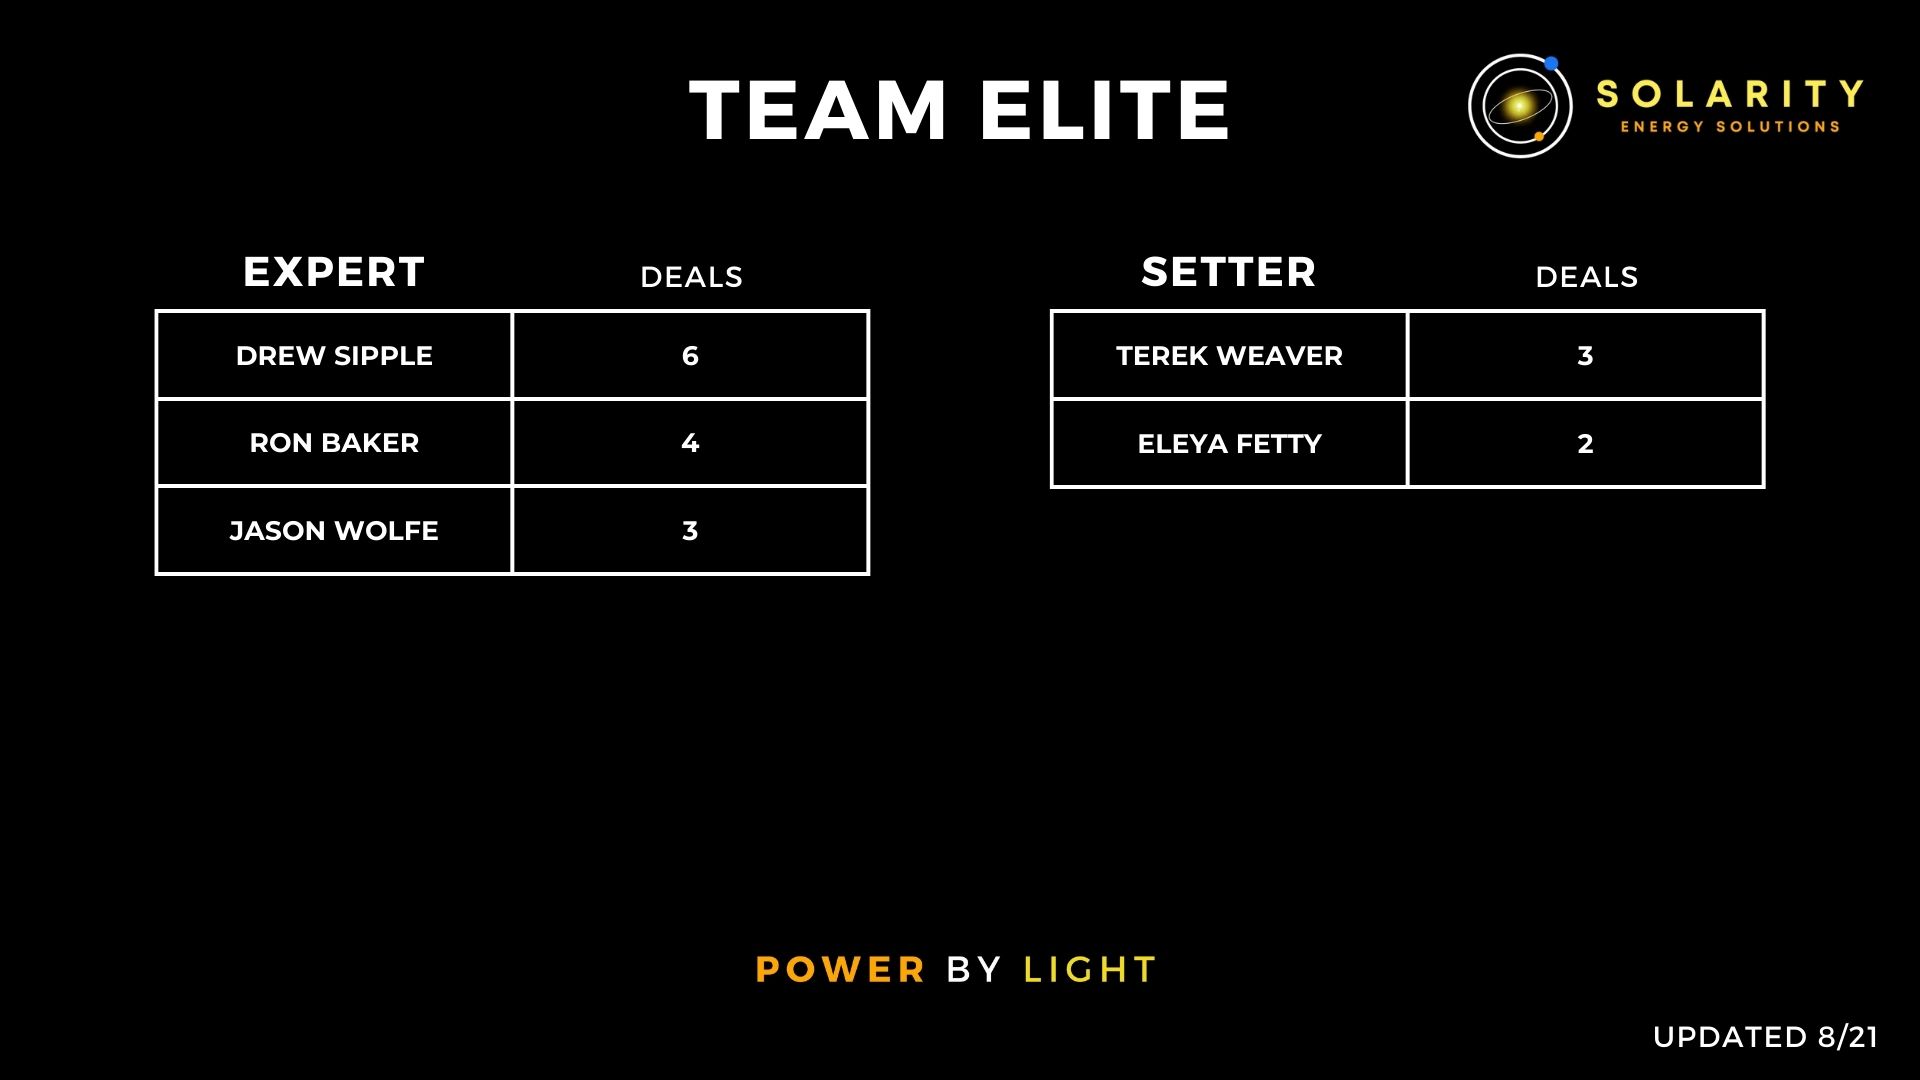 TEAM ELITE
SOLARITY
ENERGY SOLUTIONS
EXPERT DEALS
DREW SIPPLE 6
RON BAKER 4
JASON WOLFE 3
SETTER DEALS
TEREK WEAVER 3
ELEYA FETTY 2
POWER BY LIGHT
UPDATED 8/21